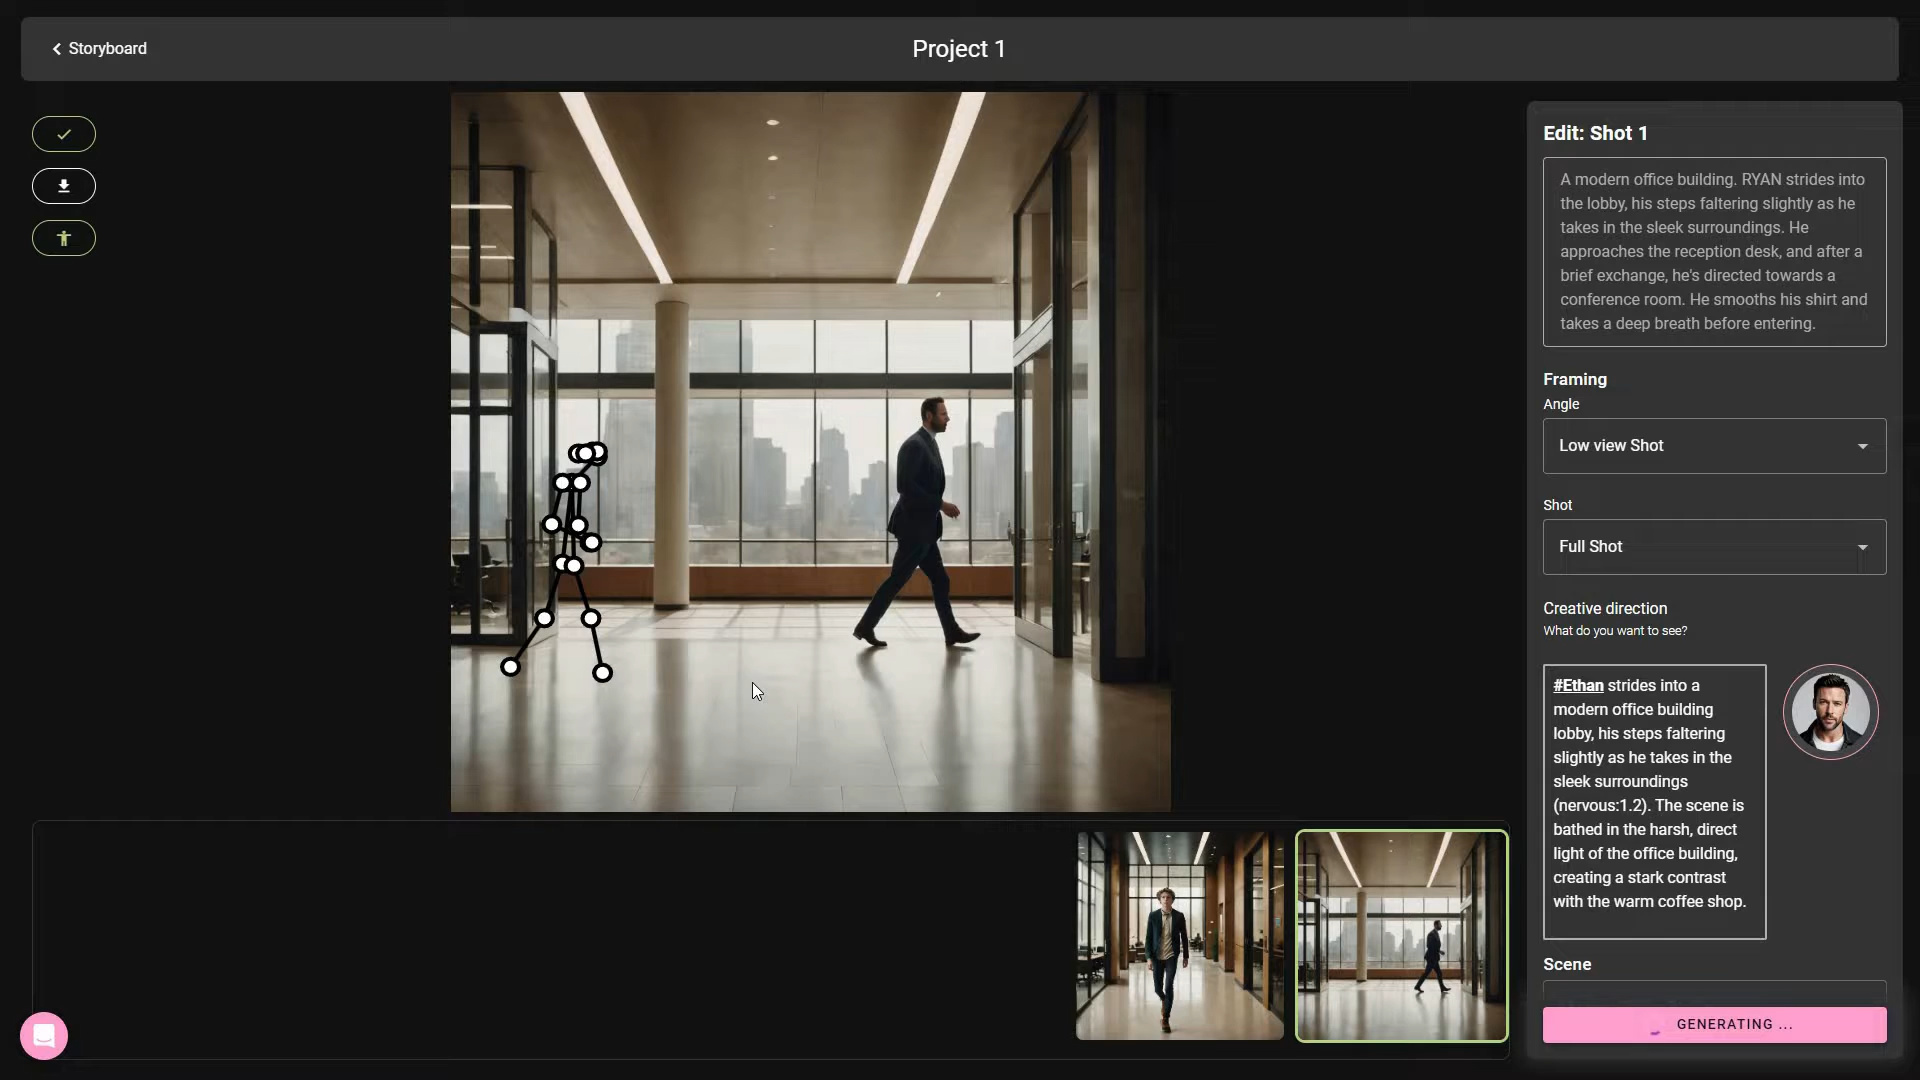 Storyboard
Project 1
Edit: Shot 1
A modern office building. RYAN strides into
the lobby, his steps faltering slightly as he
takes in the sleek surroundings. He
approaches the reception desk, and after a
brief exchange, he's directed towards a
conference room. He smooths his shirt and
takes a deep breath before entering.
Framing
Angle
Low view Shot
Shot
Full Shot
Creative direction
What do you want to see?
#Ethan strides into a
modern office building
lobby, his steps faltering
slightly as he takes in the
sleek surroundings
(nervous:1.2). The scene is
bathed in the harsh, direct
light of the office building,
creating a stark contrast
with the warm coffee shop.
Scene
GENERATING ...